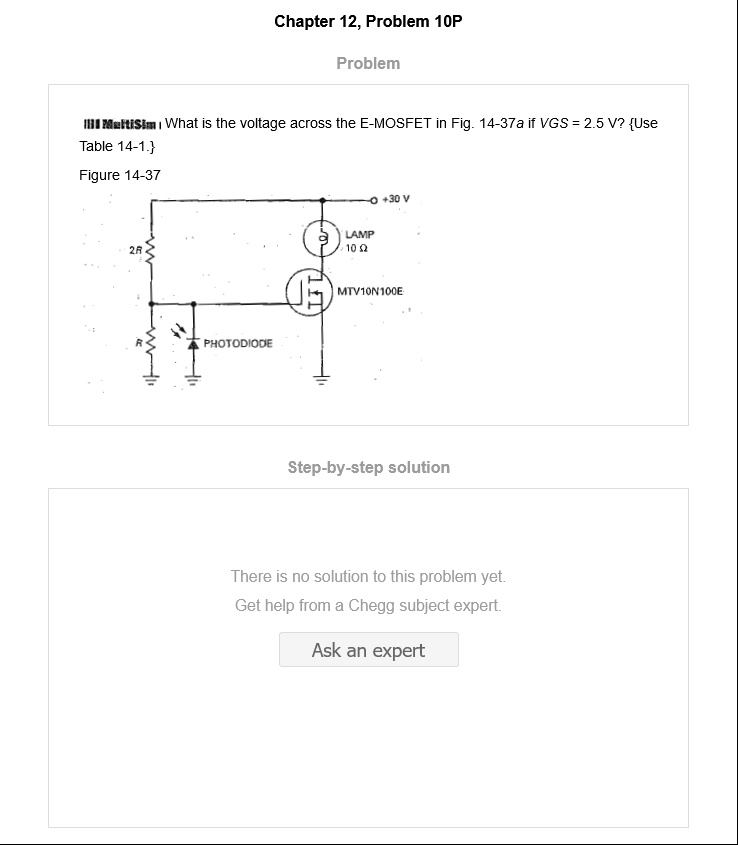 Chapter 12, Problem 10P
Problem
MultiSim What is the voltage across the E-MOSFET in Fig. 14-37a if VGS = 2.5 V? {Use
Table 14-1.}
Figure 14-37
+30 V
LAMP
10 Ω
2R
MTV10N100E
R
PHOTODIODE
Step-by-step solution
There is no solution to this problem yet.
Get help from a Chegg subject expert.
Ask an expert